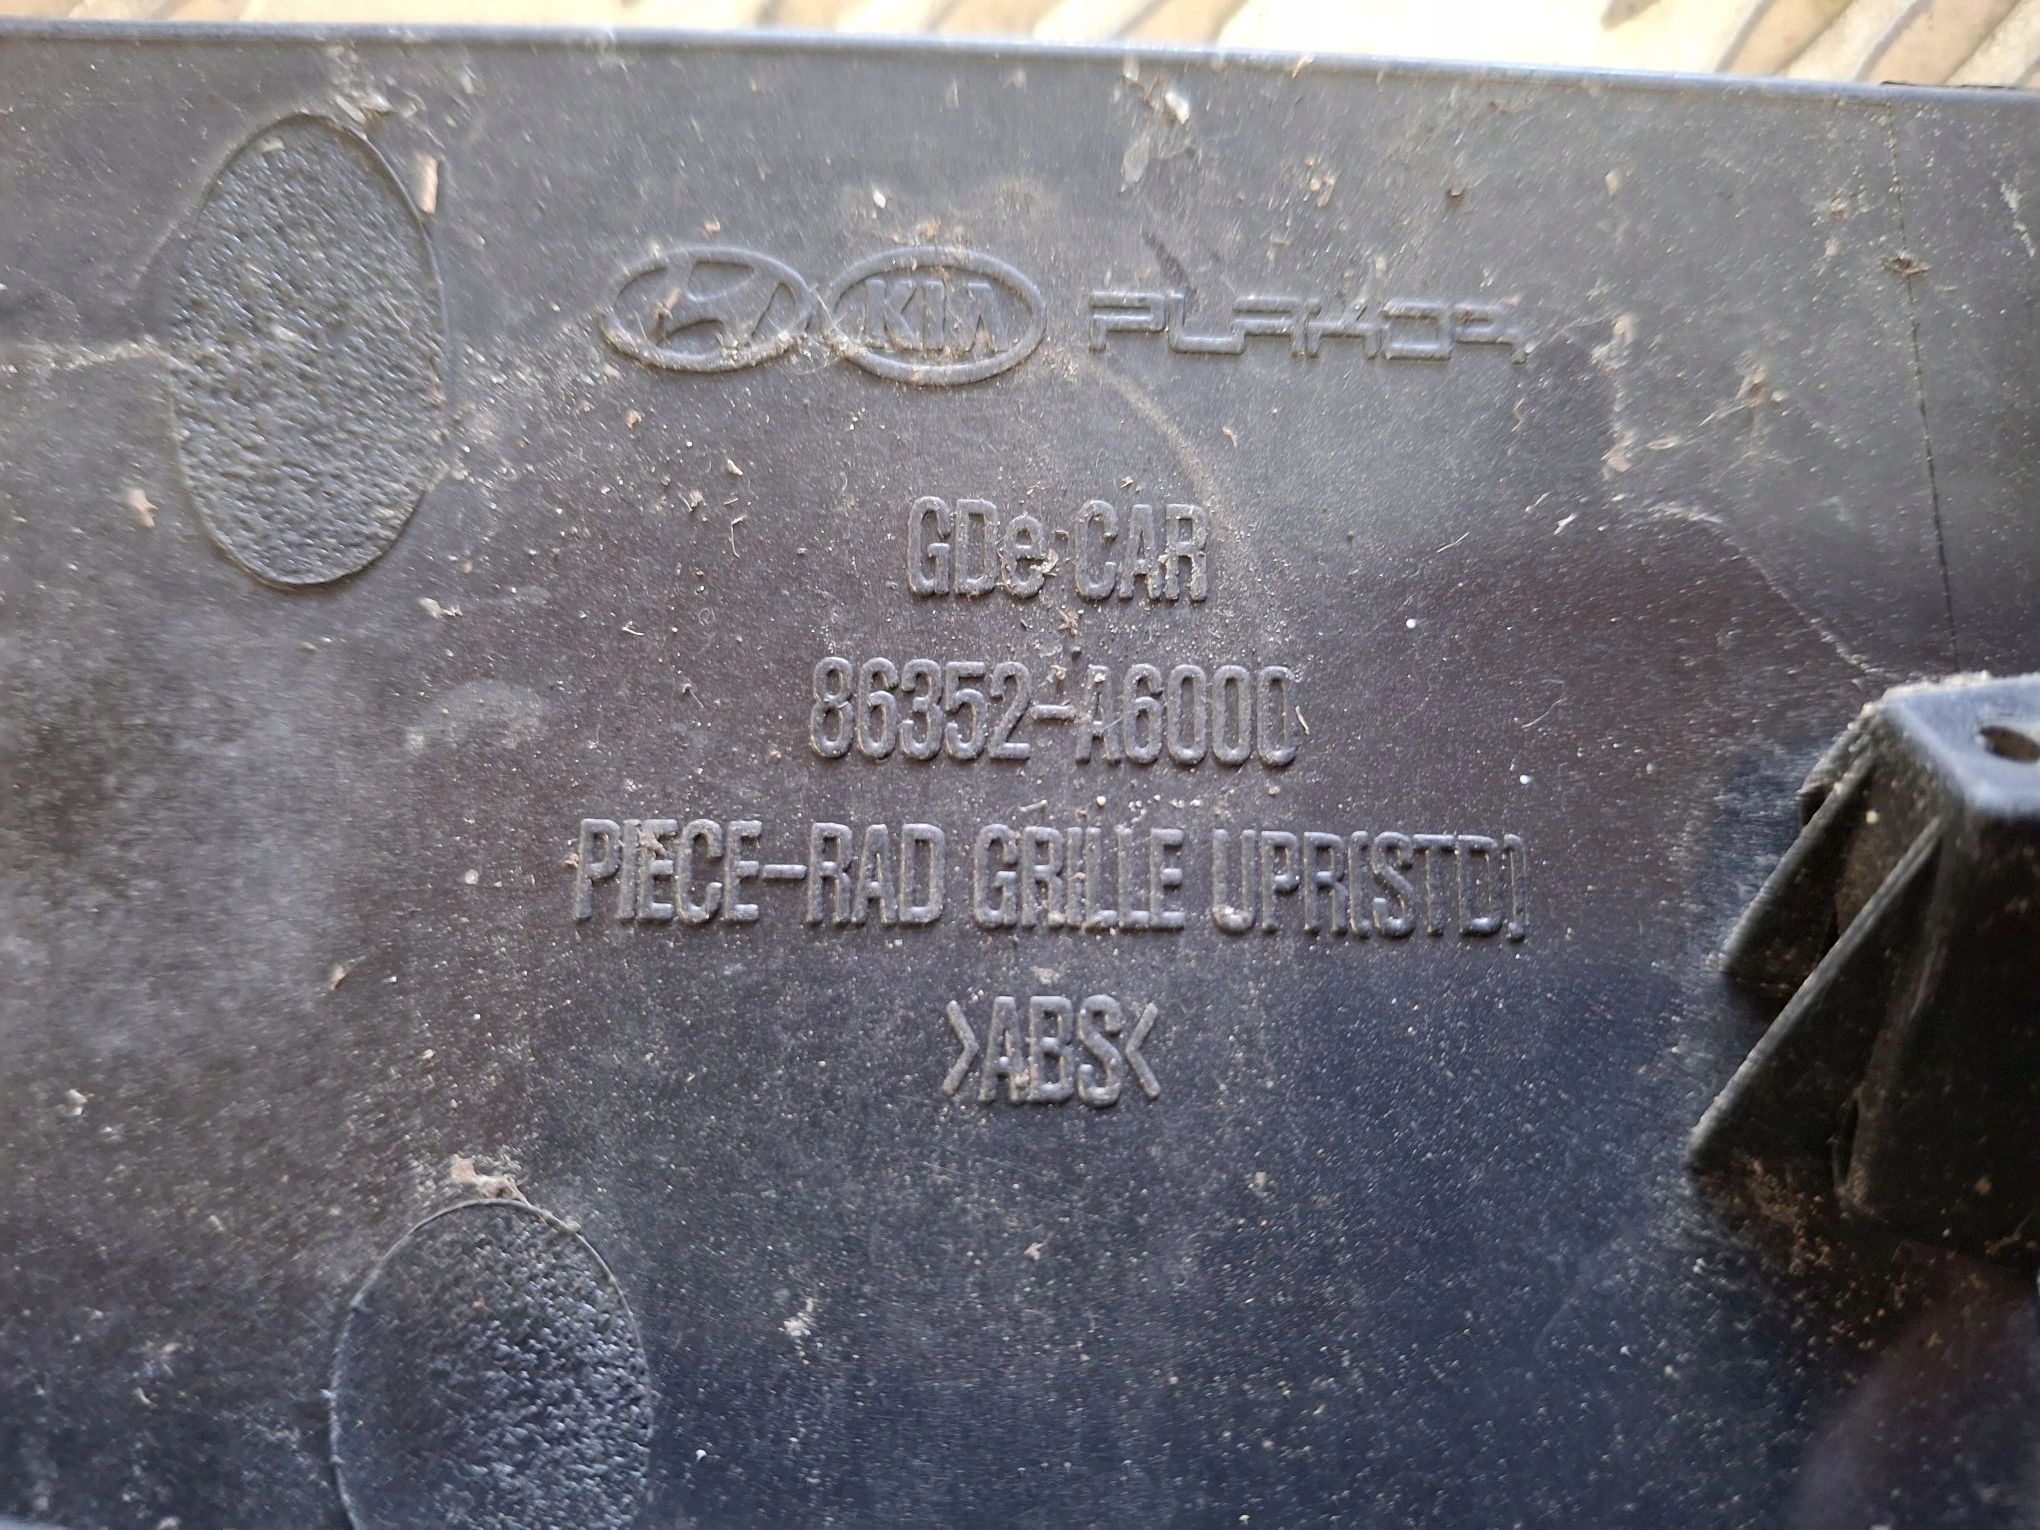 KIA PLAKOR
GDe CAR
86352-A6000
PIECE-RAD GRILLE UPR(STD)
>ABS<